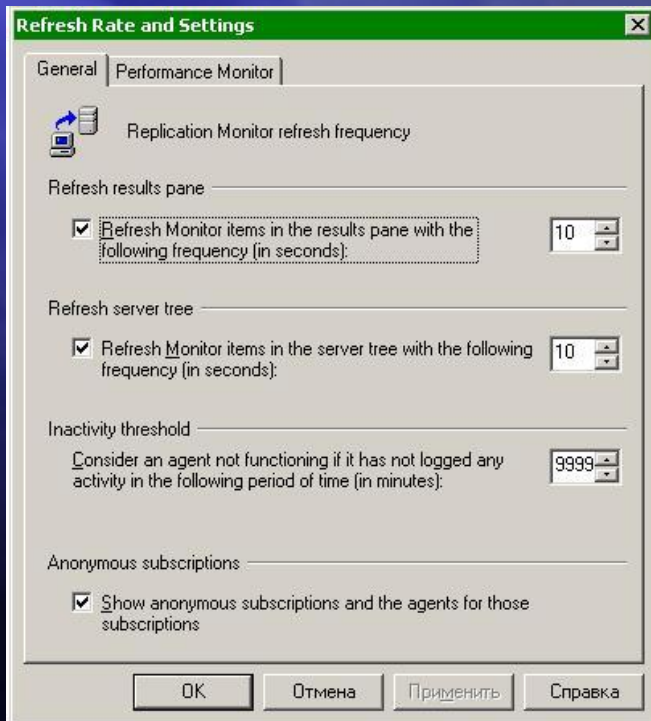 Refresh Rate and Settings
General
Performance Monitor
Replication Monitor refresh frequency
Refresh results pane
Refresh Monitor items in the results pane with the
following frequency (in seconds):
10
Refresh server tree
Refresh Monitor items in the server tree with the following
frequency (in seconds):
10
Inactivity threshold
Consider an agent not functioning if it has not logged any
activity in the following period of time (in minutes):
9999
Anonymous subscriptions
Show anonymous subscriptions and the agents for those
subscriptions
OK
Отмена
Применить
Справка